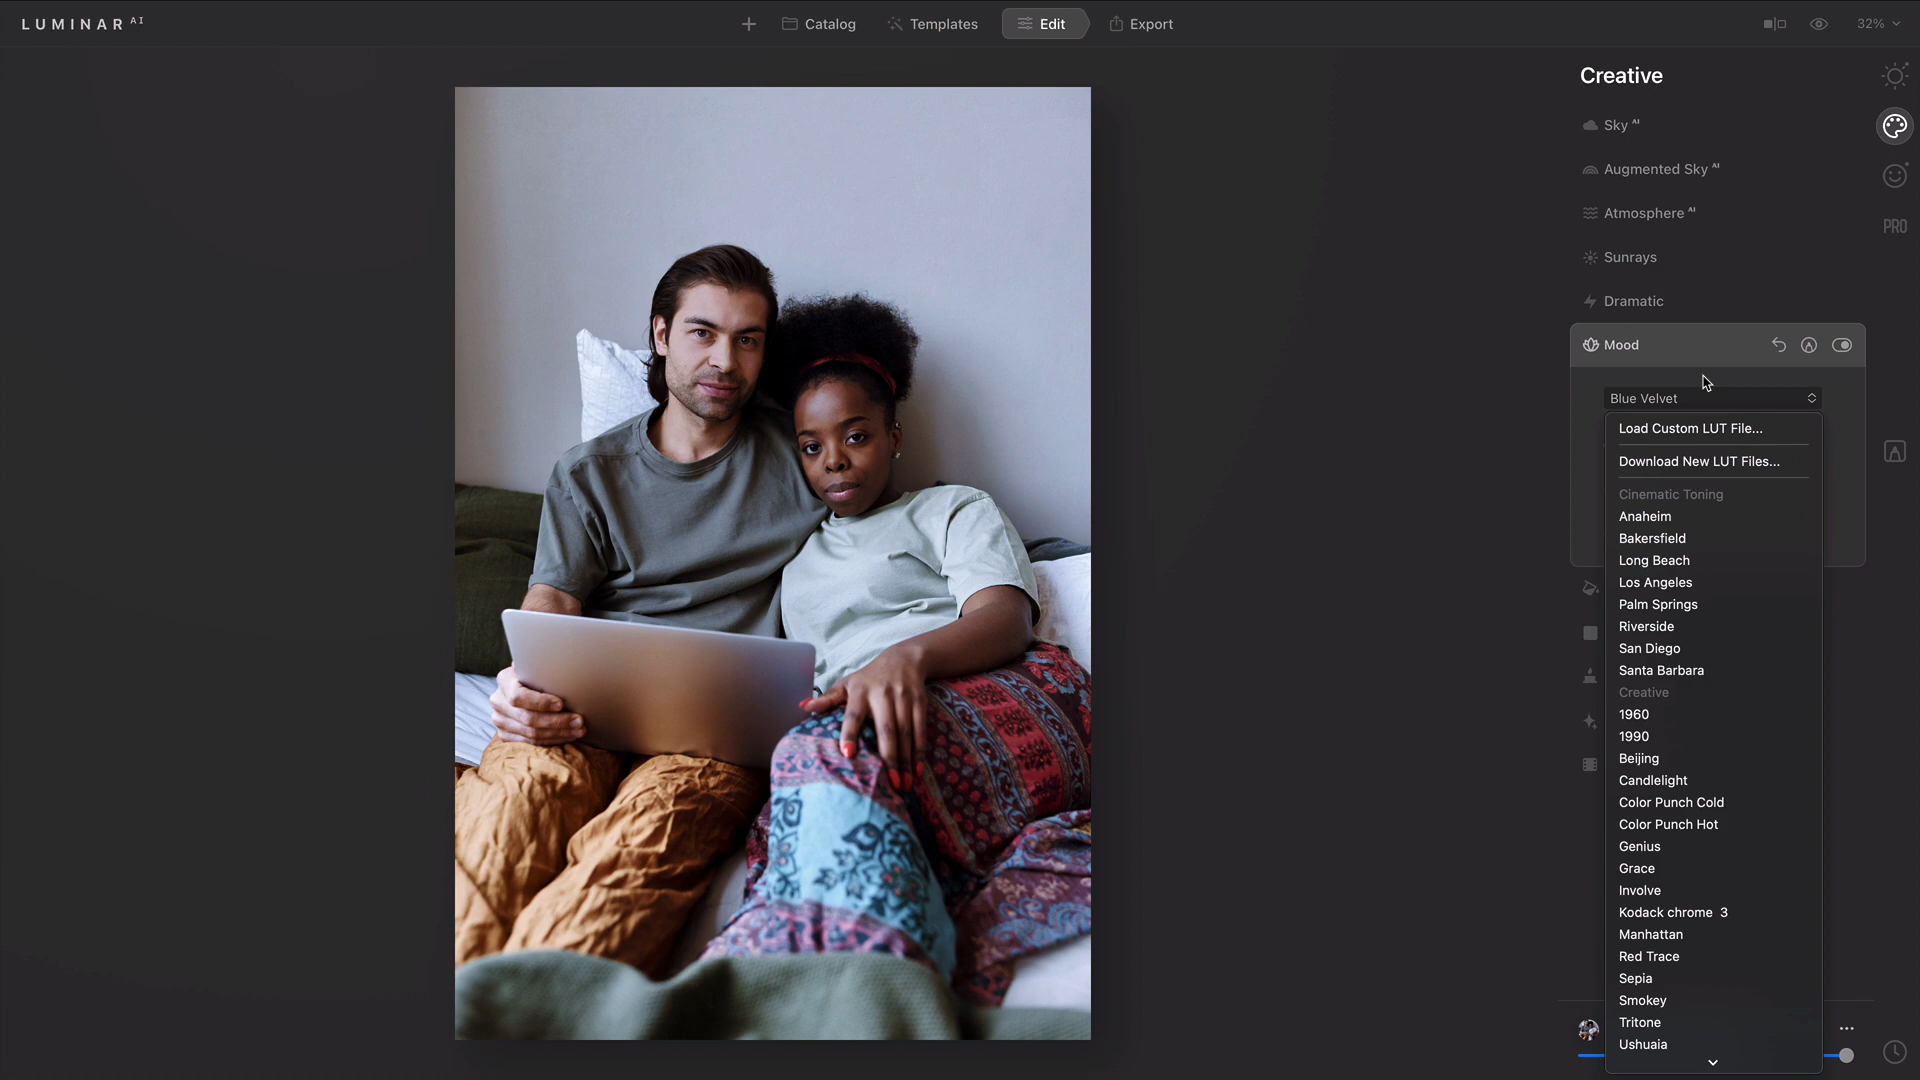 LUMINAR AI
Catalog
Templates
Edit
Export
32%
Creative
Sky AI
Augmented Sky AI
Atmosphere AI
Sunrays
Dramatic
PRO
Mood
Blue Velvet
Load Custom LUT File...
Download New LUT Files...
Cinematic Toning
Anaheim
Bakersfield
Long Beach
Los Angeles
Palm Springs
Riverside
San Diego
Santa Barbara
Creative
1960
1990
Beijing
Candlelight
Color Punch Cold
Color Punch Hot
Genius
Grace
Involve
Kodack chrome 3
Manhattan
Red Trace
Sepia
Smokey
Tritone
Ushuaia